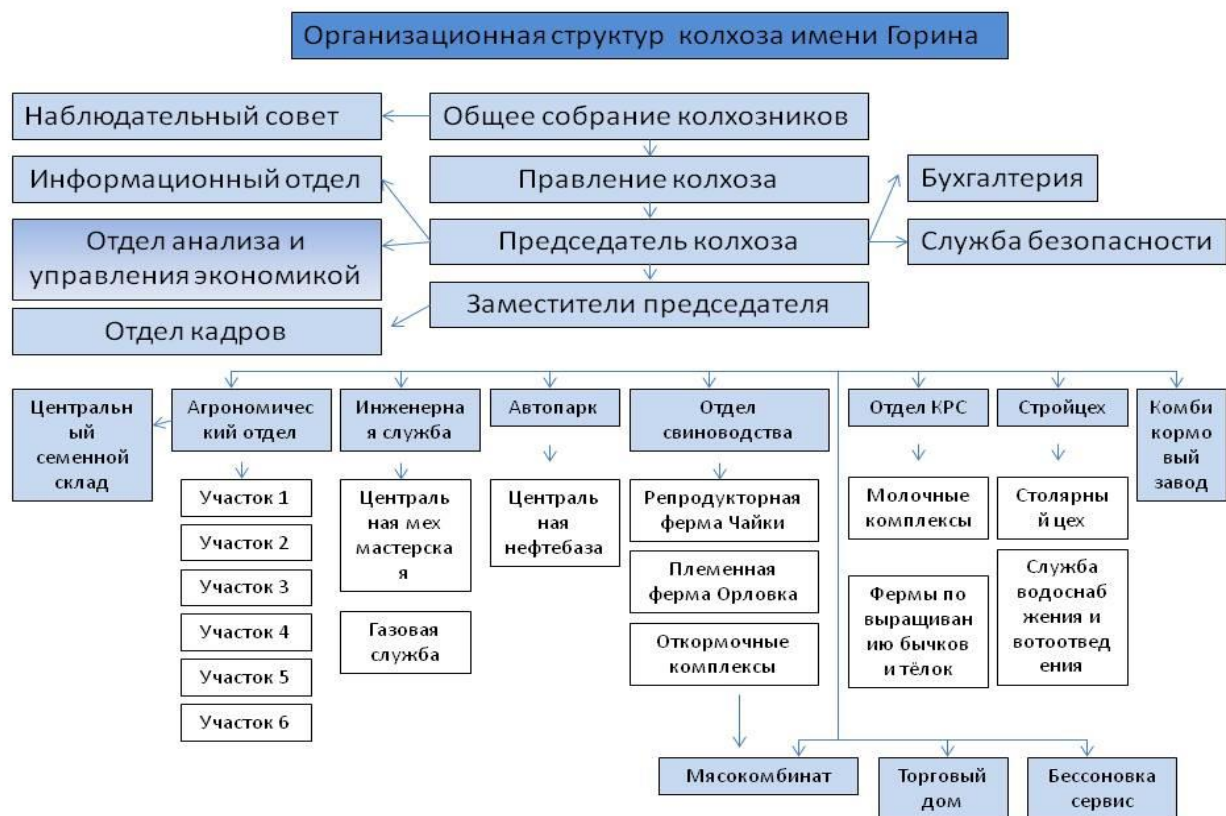 Организационная структур колхоза имени Горина
Наблюдательный совет
Общее собрание колхозников
Информационный отдел
Правление колхоза
Бухгалтерия
Отдел анализа и
управления экономикой
Председатель колхоза
Служба безопасности
Отдел кадров
Заместители председателя
Центральн
ый
семенной
склад
Агрономичес
кий отдел
Инженерна
я служба
Автопарк
Отдел
свиноводства
Отдел КРС
Стройцех
Комби
кормо
вый
завод
Участок 1
Участок 2
Участок 3
Участок 4
Участок 5
Участок 6
Централь
ная мех
мастерска
я
Газовая
служба
Централь
ная
нефтебаза
Репродукторная
ферма Чайки
Племенная
ферма Орловка
Откормочные
комплексы
Молочные
комплексы
Фермы по
выращиван
ию бычков
и тёлок
Столярны
й цех
Служба
водоснаб
жения и
вотоотвед
ения
Мясокомбинат
Торговый
дом
Бессоновка
сервис